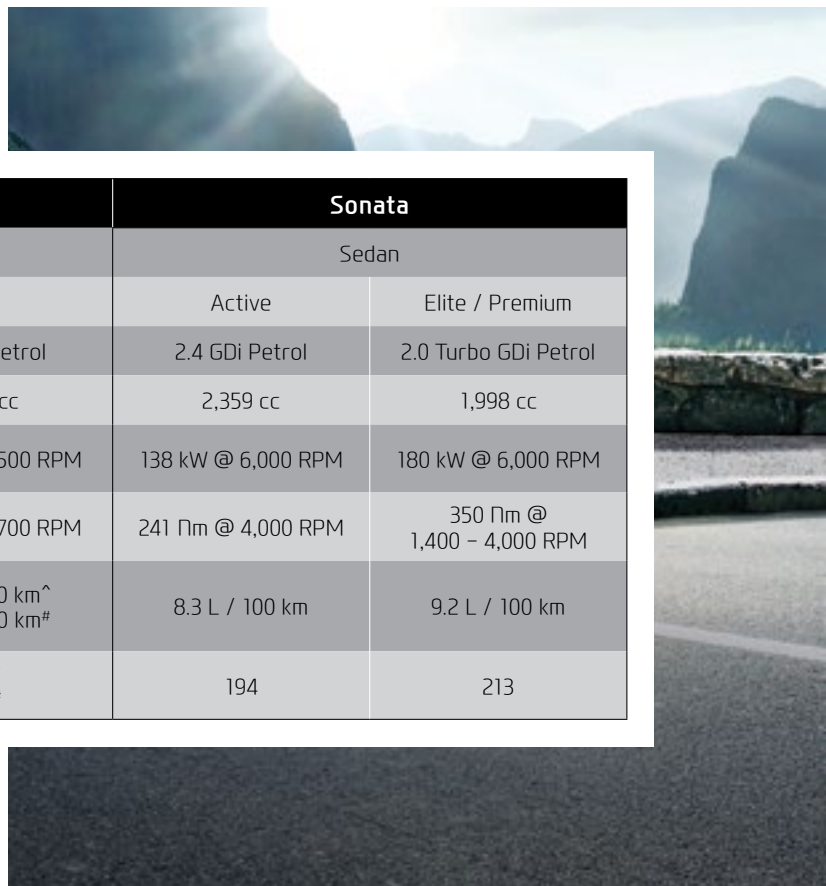 Sonata
Sedan
Active Elite / Premium
etrol 2.4 GDi Petrol 2.0 Turbo GDi Petrol
cc 2,359 cc 1,998 cc
500 RPM 138 kW @ 6,000 RPM 180 kW @ 6,000 RPM
700 RPM 241 Nm @ 4,000 RPM 350 Nm @
1,400 – 4,000 RPM
0 km^
0 km# 8.3 L / 100 km 9.2 L / 100 km
194 213